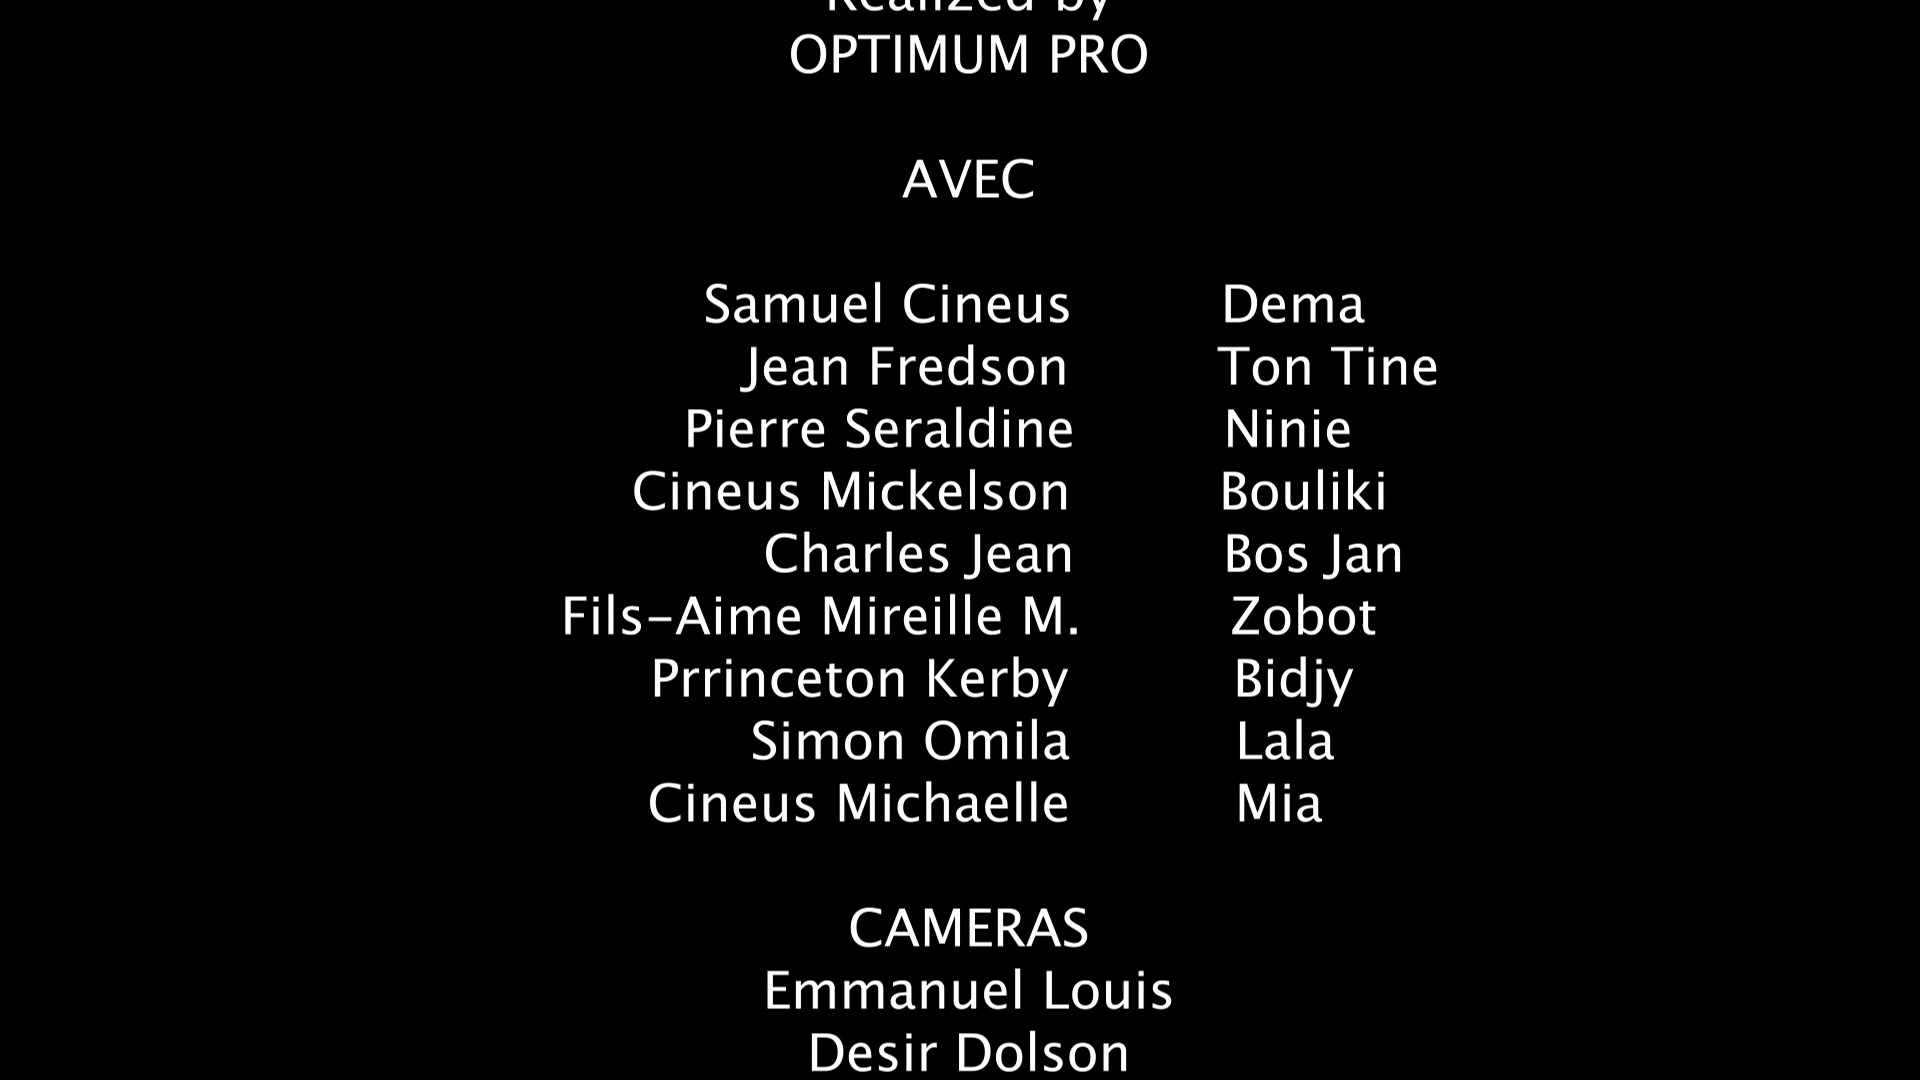 Realized by
OPTIMUM PRO
AVEC
Samuel Cineus Dema
Jean Fredson Ton Tine
Pierre Seraldine Ninie
Cineus Mickelson Bouliki
Charles Jean Bos Jan
Fils-Aime Mireille M. Zobot
Prrinceton Kerby Bidjy
Simon Omila Lala
Cineus Michaelle Mia
CAMERAS
Emmanuel Louis
Desir Dolson